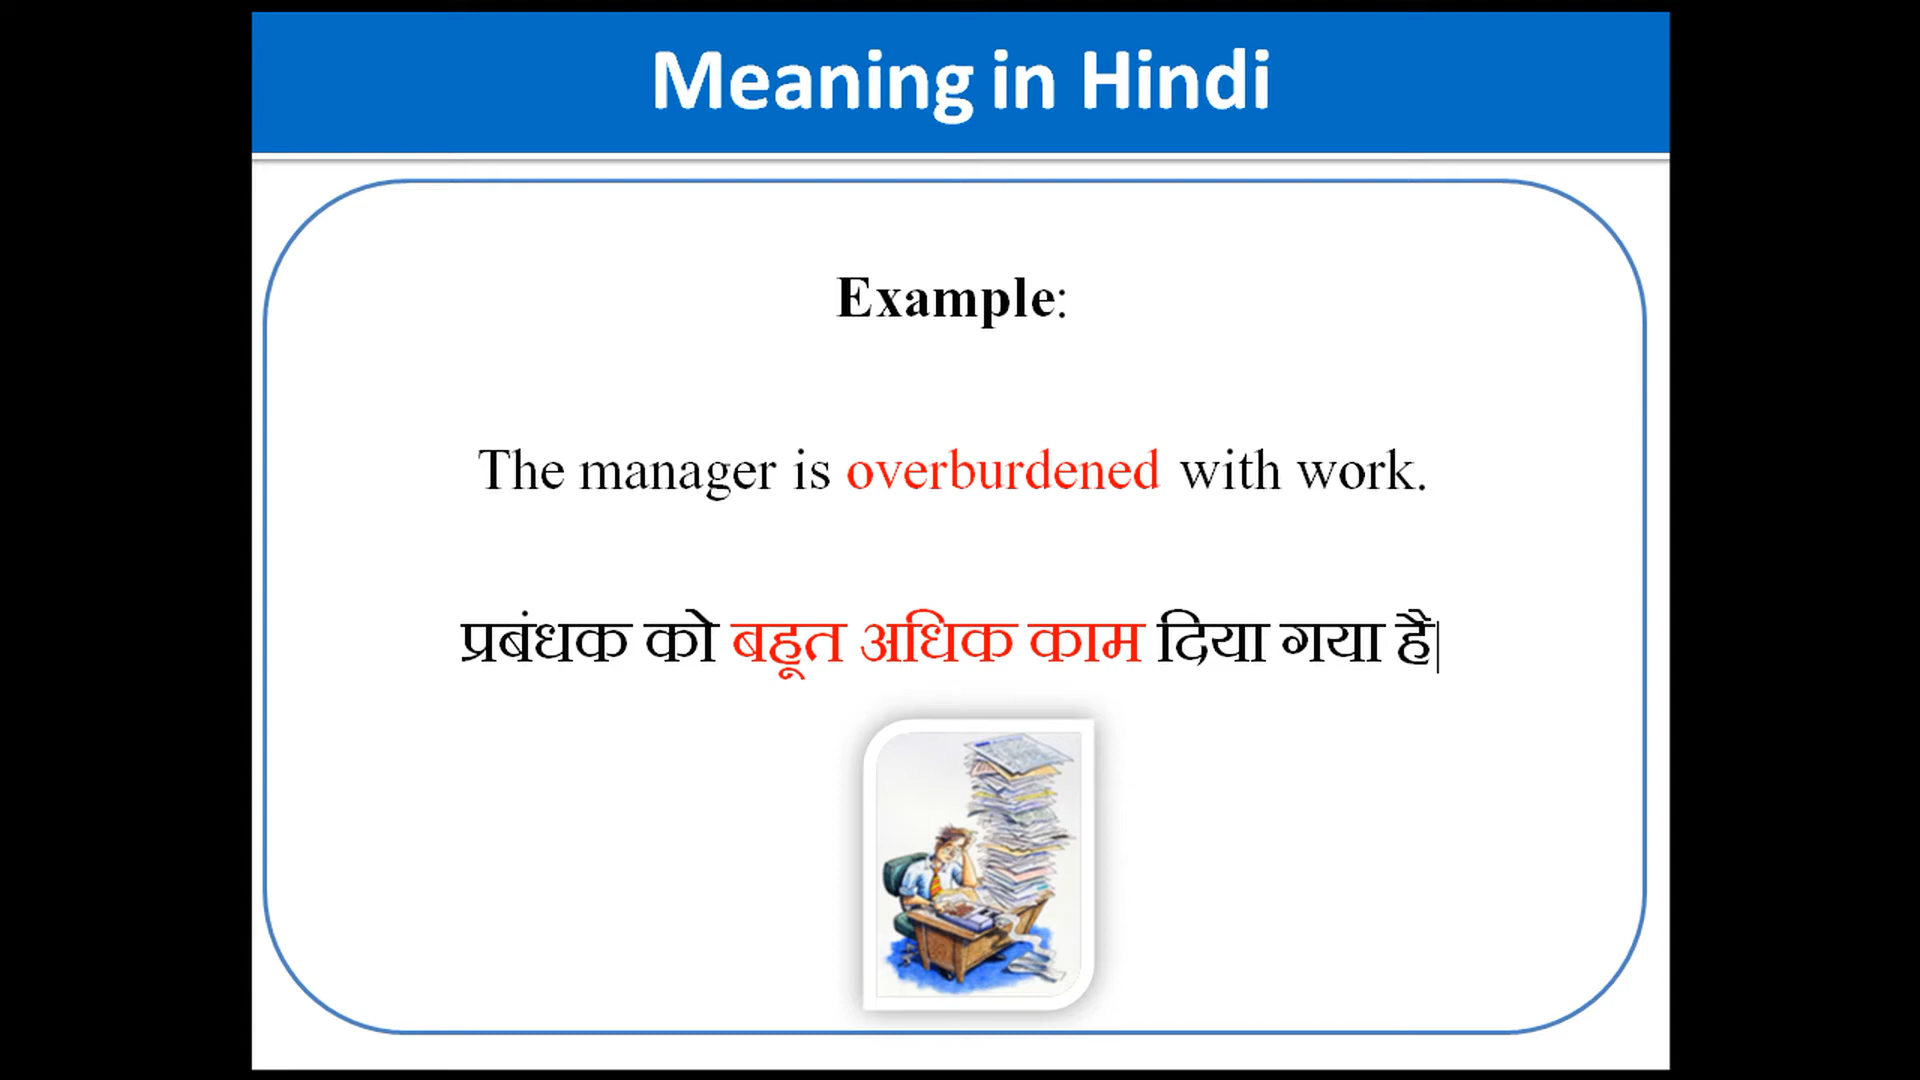 Meaning in Hindi
Example:
The manager is overburdened with work.
प्रबंधक को बहूत अधिक काम दिया गया है|